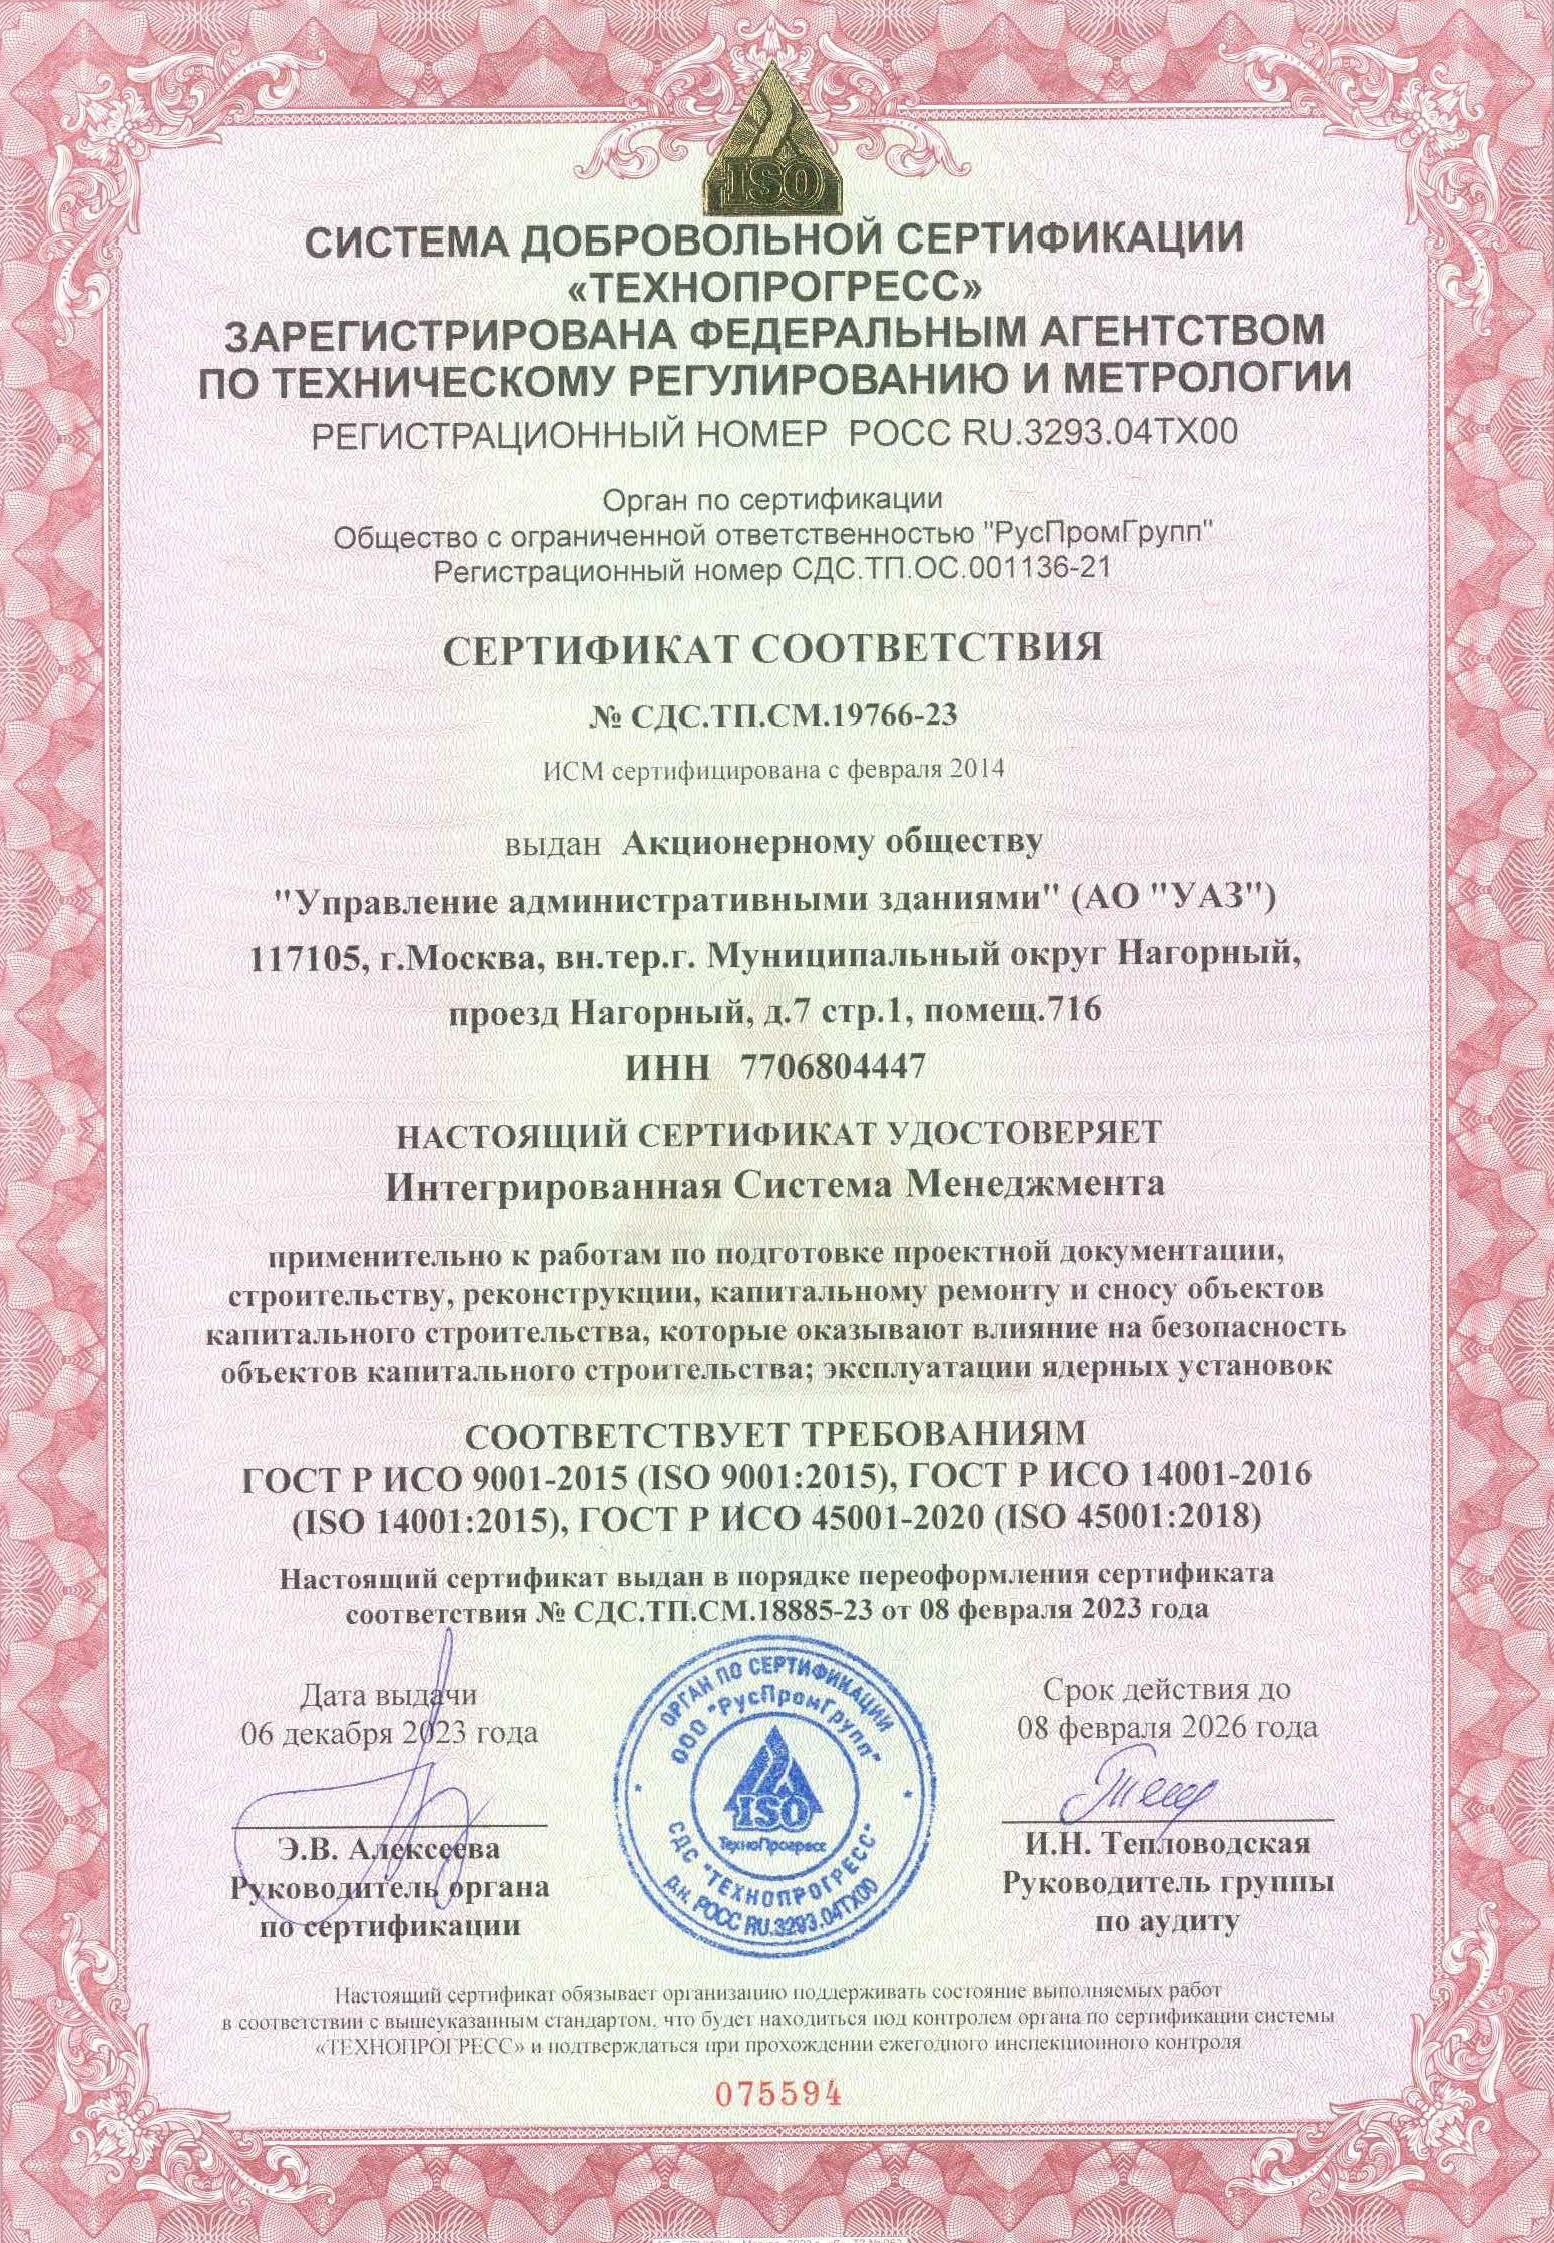 ISO
СИСТЕМА ДОБРОВОЛЬНОЙ СЕРТИФИКАЦИИ
«ТЕХНОПРОГРЕСС»
ЗАРЕГИСТРИРОВАНА ФЕДЕРАЛЬНЫМ АГЕНТСТВОМ
ПО ТЕХНИЧЕСКОМУ РЕГУЛИРОВАНИЮ И МЕТРОЛОГИИ
РЕГИСТРАЦИОННЫЙ НОМЕР РОСС RU.3293.04ТХ00
Орган по сертификации
Общество с ограниченной ответственностью "РусПромГрупп"
Регистрационный номер СДС.ТП.ОС.001136-21
СЕРТИФИКАТ СООТВЕТСТВИЯ
№ СДС.ТП.СМ.19766-23
ИСМ сертифицирована с февраля 2014
выдан Акционерному обществу
"Управление административными зданиями" (АО "УАЗ")
117105, г.Москва, вн.тер.г. Муниципальный округ Нагорный,
проезд Нагорный, д.7 стр.1, помещ.716
ИНН 7706804447
НАСТОЯЩИЙ СЕРТИФИКАТ УДОСТОВЕРЯЕТ
Интегрированная Система Менеджмента
применительно к работам по подготовке проектной документации,
строительству, реконструкции, капитальному ремонту и сносу объектов
капитального строительства, которые оказывают влияние на безопасность
объектов капитального строительства; эксплуатации ядерных установок
СООТВЕТСТВУЕТ ТРЕБОВАНИЯМ
ГОСТ Р ИСО 9001-2015 (ISO 9001:2015), ГОСТ Р ИСО 14001-2016
(ISO 14001:2015), ГОСТ Р ИСО 45001-2020 (ISO 45001:2018)
Настоящий сертификат выдан в порядке переоформления сертификата
соответствия № СДС.ТП.СМ.18885-23 от 08 февраля 2023 года
Дата выдачи
06 декабря 2023 года
Э.В. Алексеева
Руководитель органа
по сертификации
ОРГАН ПО СЕРТИФИКАЦИИ
ООО "РусПромГрупп"
ISO
ТехноПрогресс
СДС "ТЕХНОПРОГРЕСС"
р.н. РОСС RU.3293.04ТХ00
Срок действия до
08 февраля 2026 года
И.Н. Тепловодская
Руководитель группы
по аудиту
Настоящий сертификат обязывает организацию поддерживать состояние выполняемых работ
в соответствии с вышеуказанным стандартом, что будет находиться под контролем органа по сертификации системы
«ТЕХНОПРОГРЕСС» и подтверждаться при прохождении ежегодного инспекционного контроля
075594